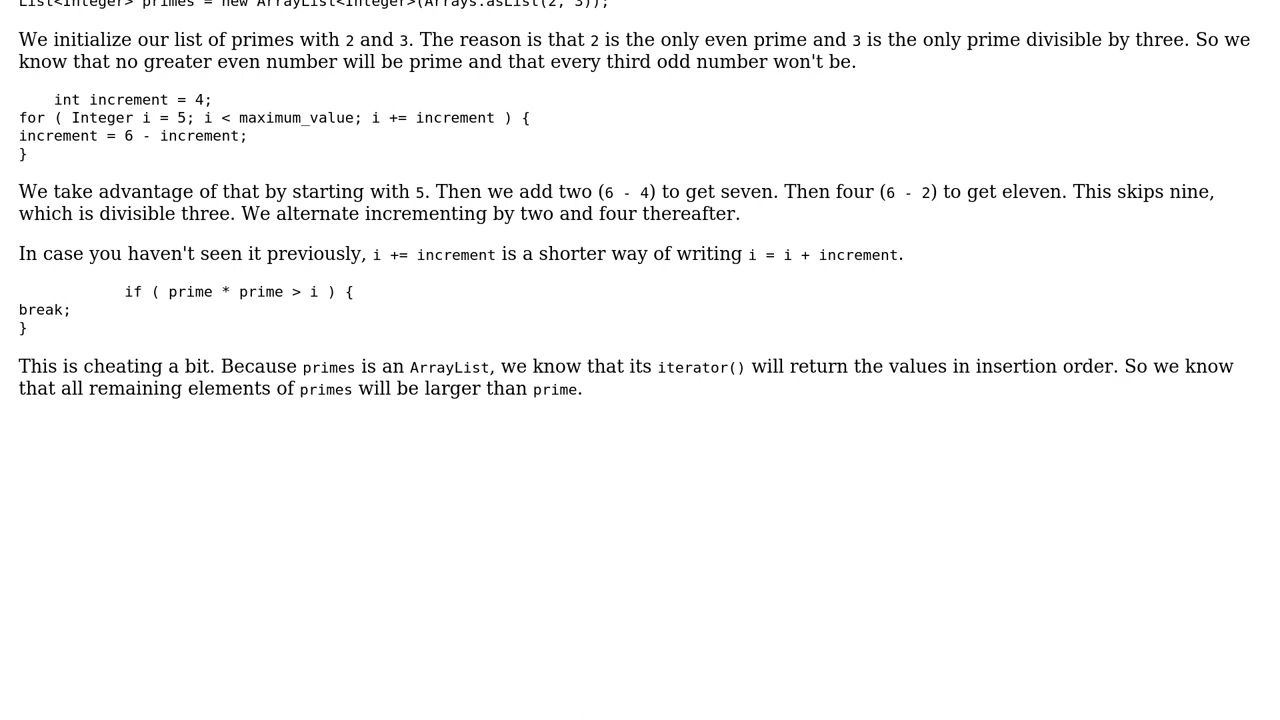 List<Integer> primes = new ArrayList<Integer>(Arrays.asList(2, 3));
We initialize our list of primes with 2 and 3. The reason is that 2 is the only even prime and 3 is the only prime divisible by three. So we
know that no greater even number will be prime and that every third odd number won't be.
int increment = 4;
for ( Integer i = 5; i < maximum_value; i += increment ) {
increment = 6 - increment;
}
We take advantage of that by starting with 5. Then we add two (6 - 4) to get seven. Then four (6 - 2) to get eleven. This skips nine,
which is divisible three. We alternate incrementing by two and four thereafter.
In case you haven't seen it previously, i += increment is a shorter way of writing i = i + increment.
if ( prime * prime > i ) {
break;
}
This is cheating a bit. Because primes is an ArrayList, we know that its iterator() will return the values in insertion order. So we know
that all remaining elements of primes will be larger than prime.